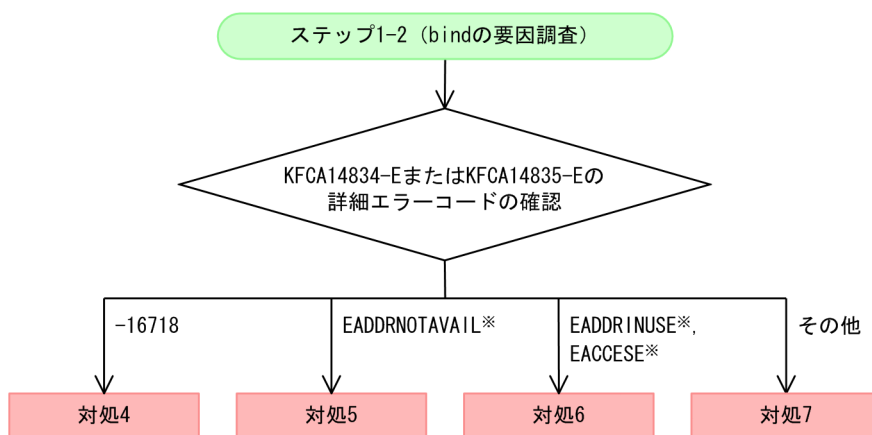 ステップ1-2（bindの要因調査）
KFCA14834-EまたはKFCA14835-Eの
詳細エラーコードの確認
-16718
EADDRNOTAVAIL※
EADDRINUSE※,
EACCESE※
その他
対処4
対処5
対処6
対処7